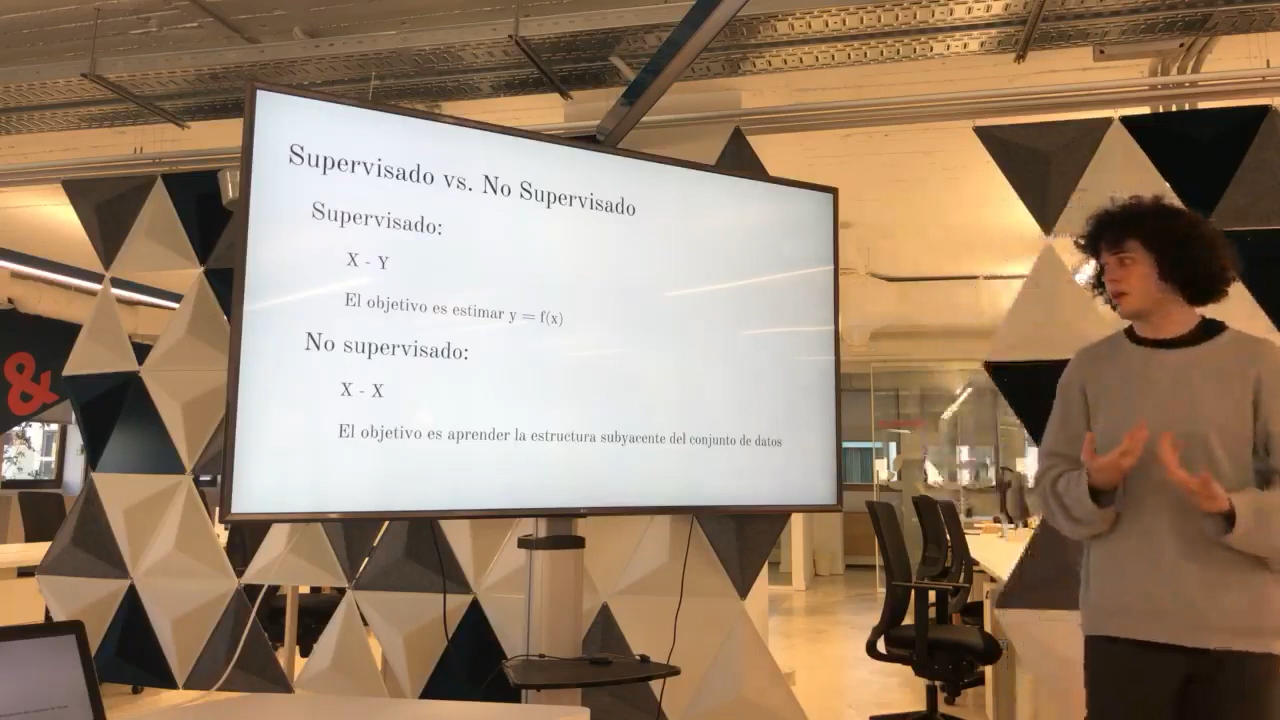 Supervisado vs. No Supervisado
Supervisado:
X - Y
El objetivo es estimar y = f(x)
No supervisado:
X - X
El objetivo es aprender la estructura subyacente del conjunto de datos
&